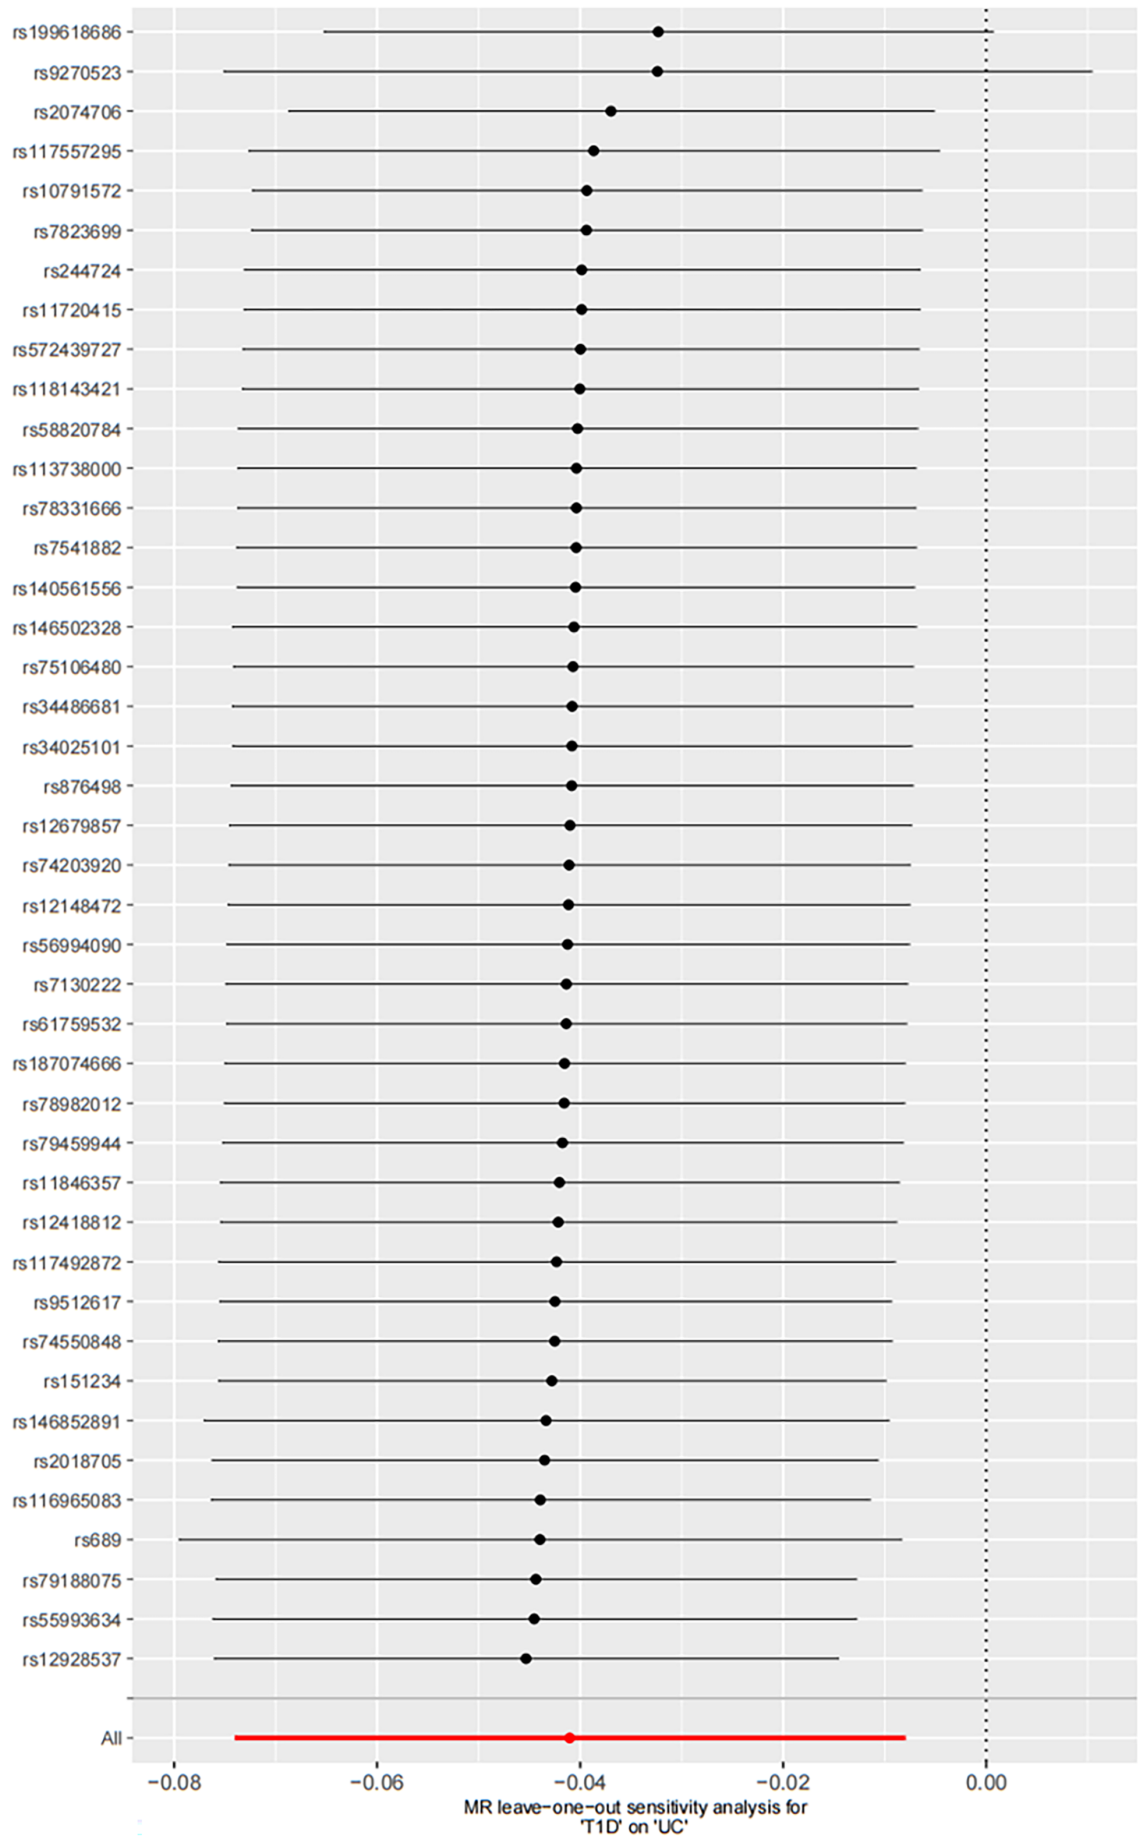 rs199618686
rs9270523
rs2074706
rs117557295
rs10791572
rs7823699
rs244724
rs11720415
rs572439727
rs118143421
rs58820784
rs113738000
rs78331666
rs7541882
rs140561556
rs146502328
rs75106480
rs34486681
rs34025101
rs876498
rs12679857
rs74203920
rs12148472
rs56994090
rs7130222
rs61759532
rs187074666
rs78982012
rs79459944
rs11846357
rs12418812
rs117492872
rs9512617
rs74550848
rs151234
rs146852891
rs2018705
rs116965083
rs689
rs79188075
rs55993634
rs12928537
All
−0.08 −0.06 −0.04 −0.02 0.00
MR leave−one−out sensitivity analysis for
'T1D' on 'UC'